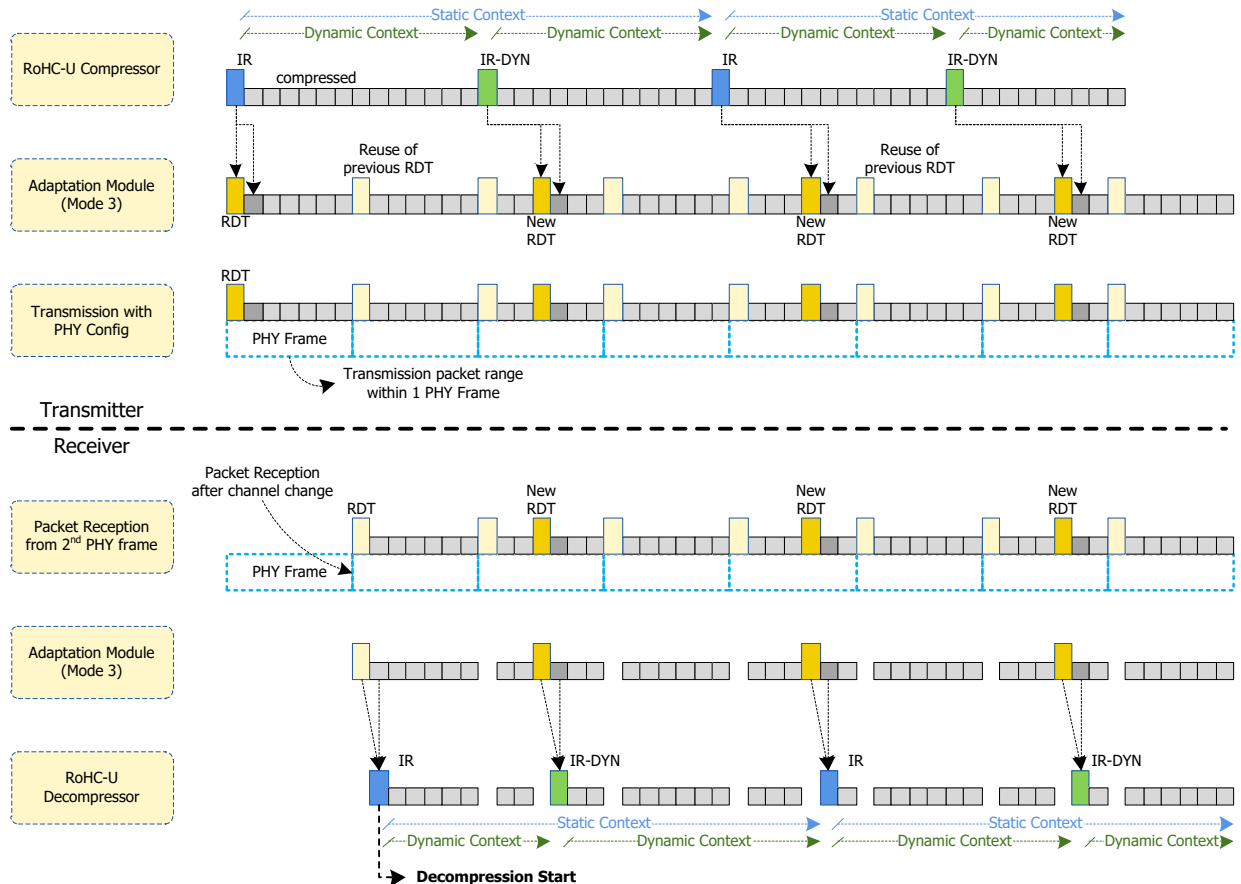 Static Context
Static Context
Dynamic Context
Dynamic Context
Dynamic Context
Dynamic Context
RoHC-U Compressor
IR
compressed
IR-DYN
IR
IR-DYN
Adaptation Module
(Mode 3)
Reuse of
previous RDT
Reuse of
previous RDT
RDT
New
RDT
New
RDT
New
RDT
Transmission with
PHY Config
RDT
PHY Frame
Transmission packet range
within 1 PHY Frame
Transmitter
Receiver
Packet Reception
after channel change
Packet Reception
from 2nd PHY frame
RDT
New
RDT
New
RDT
New
RDT
PHY Frame
Adaptation Module
(Mode 3)
RoHC-U
Decompressor
IR
IR-DYN
IR
IR-DYN
Static Context
Static Context
Dynamic Context
Dynamic Context
Dynamic Context
Dynamic Context
Decompression Start